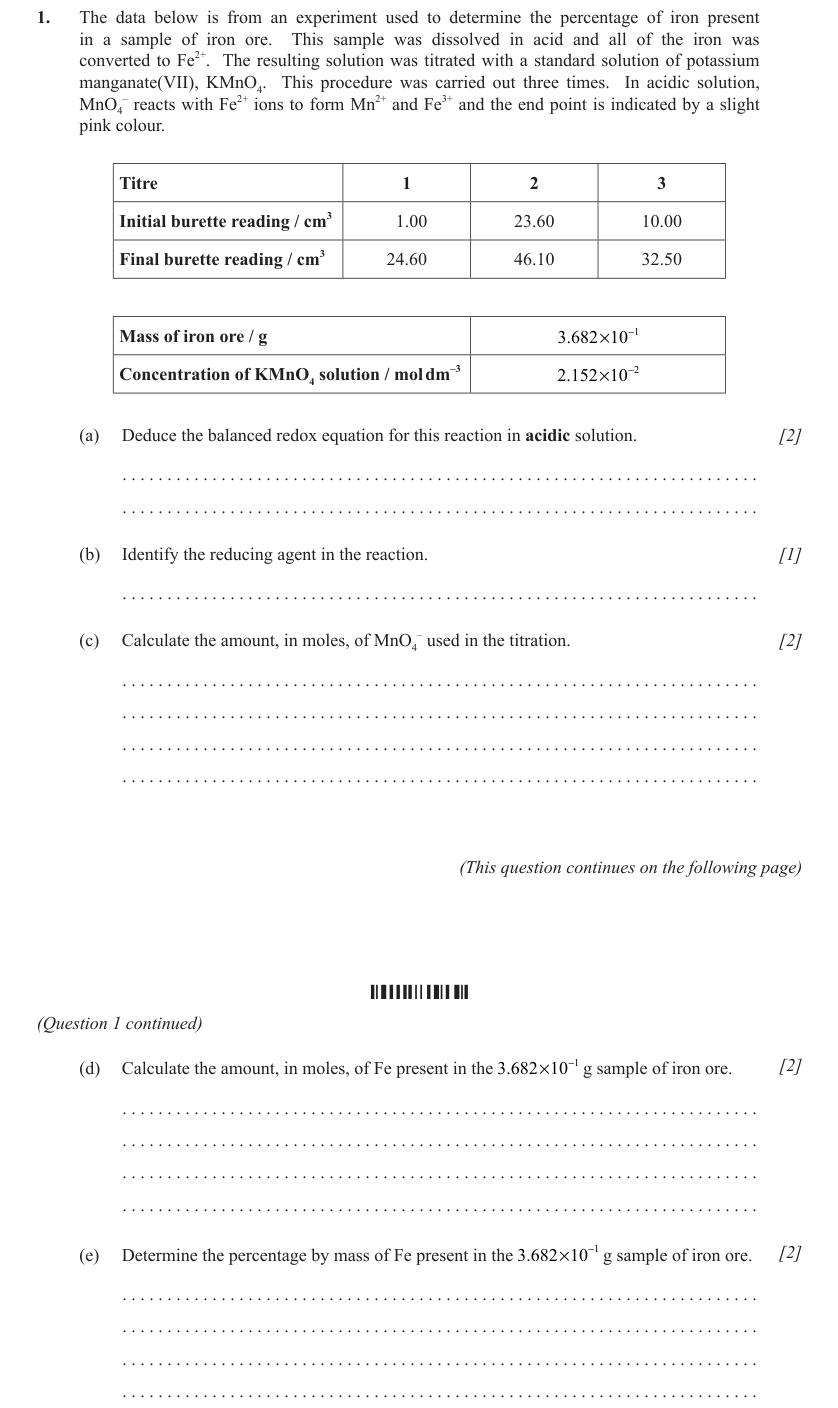 1. The data below is from an experiment used to determine the percentage of iron present
in a sample of iron ore. This sample was dissolved in acid and all of the iron was
converted to Fe²⁺. The resulting solution was titrated with a standard solution of potassium
manganate(VII), KMnO₄. This procedure was carried out three times. In acidic solution,
MnO₄⁻ reacts with Fe²⁺ ions to form Mn²⁺ and Fe³⁺ and the end point is indicated by a slight
pink colour.
Titre 1 2 3
Initial burette reading / cm³ 1.00 23.60 10.00
Final burette reading / cm³ 24.60 46.10 32.50
Mass of iron ore / g 3.682×10⁻¹
Concentration of KMnO₄ solution / mol dm⁻³ 2.152×10⁻²
(a) Deduce the balanced redox equation for this reaction in acidic solution. [2]
(b) Identify the reducing agent in the reaction. [1]
(c) Calculate the amount, in moles, of MnO₄⁻ used in the titration. [2]
(This question continues on the following page)
(Question 1 continued)
(d) Calculate the amount, in moles, of Fe present in the 3.682×10⁻¹ g sample of iron ore. [2]
(e) Determine the percentage by mass of Fe present in the 3.682×10⁻¹ g sample of iron ore. [2]